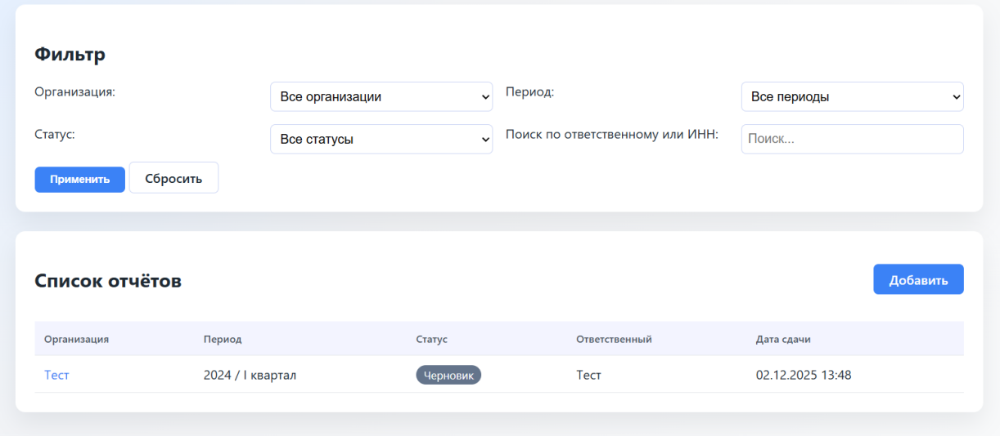 Фильтр
Организация: Все организации Период: Все периоды
Статус: Все статусы Поиск по ответственному или ИНН: Поиск...
Применить Сбросить
Список отчётов Добавить
Организация Период Статус Ответственный Дата сдачи
Тест 2024 / I квартал Черновик Тест 02.12.2025 13:48